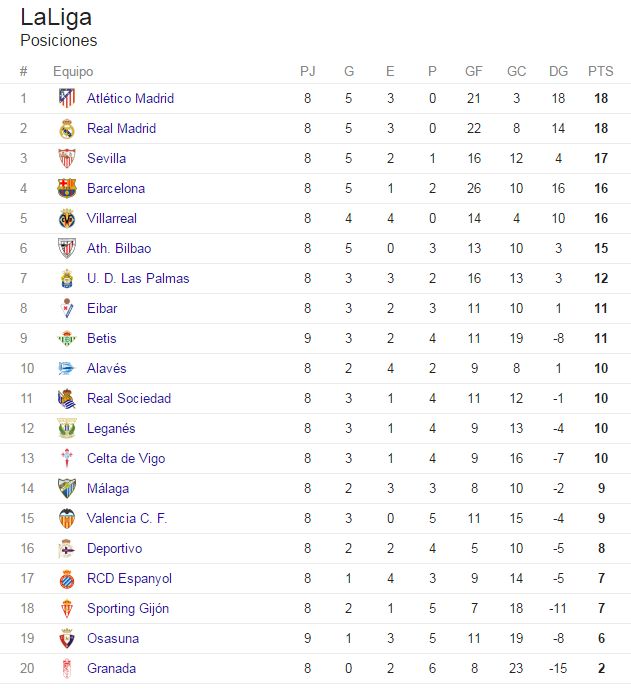 LaLiga
Posiciones
# Equipo PJ G E P GF GC DG PTS
1 Atlético Madrid 8 5 3 0 21 3 18 18
2 Real Madrid 8 5 3 0 22 8 14 18
3 Sevilla 8 5 2 1 16 12 4 17
4 Barcelona 8 5 1 2 26 10 16 16
5 Villarreal 8 4 4 0 14 4 10 16
6 Ath. Bilbao 8 5 0 3 13 10 3 15
7 U. D. Las Palmas 8 3 3 2 16 13 3 12
8 Eibar 8 3 2 3 11 10 1 11
9 Betis 9 3 2 4 11 19 -8 11
10 Alavés 8 2 4 2 9 8 1 10
11 Real Sociedad 8 3 1 4 11 12 -1 10
12 Leganés 8 3 1 4 9 13 -4 10
13 Celta de Vigo 8 3 1 4 9 16 -7 10
14 Málaga 8 2 3 3 8 10 -2 9
15 Valencia C. F. 8 3 0 5 11 15 -4 9
16 Deportivo 8 2 2 4 5 10 -5 8
17 RCD Espanyol 8 1 4 3 9 14 -5 7
18 Sporting Gijón 8 2 1 5 7 18 -11 7
19 Osasuna 9 1 3 5 11 19 -8 6
20 Granada 8 0 2 6 8 23 -15 2